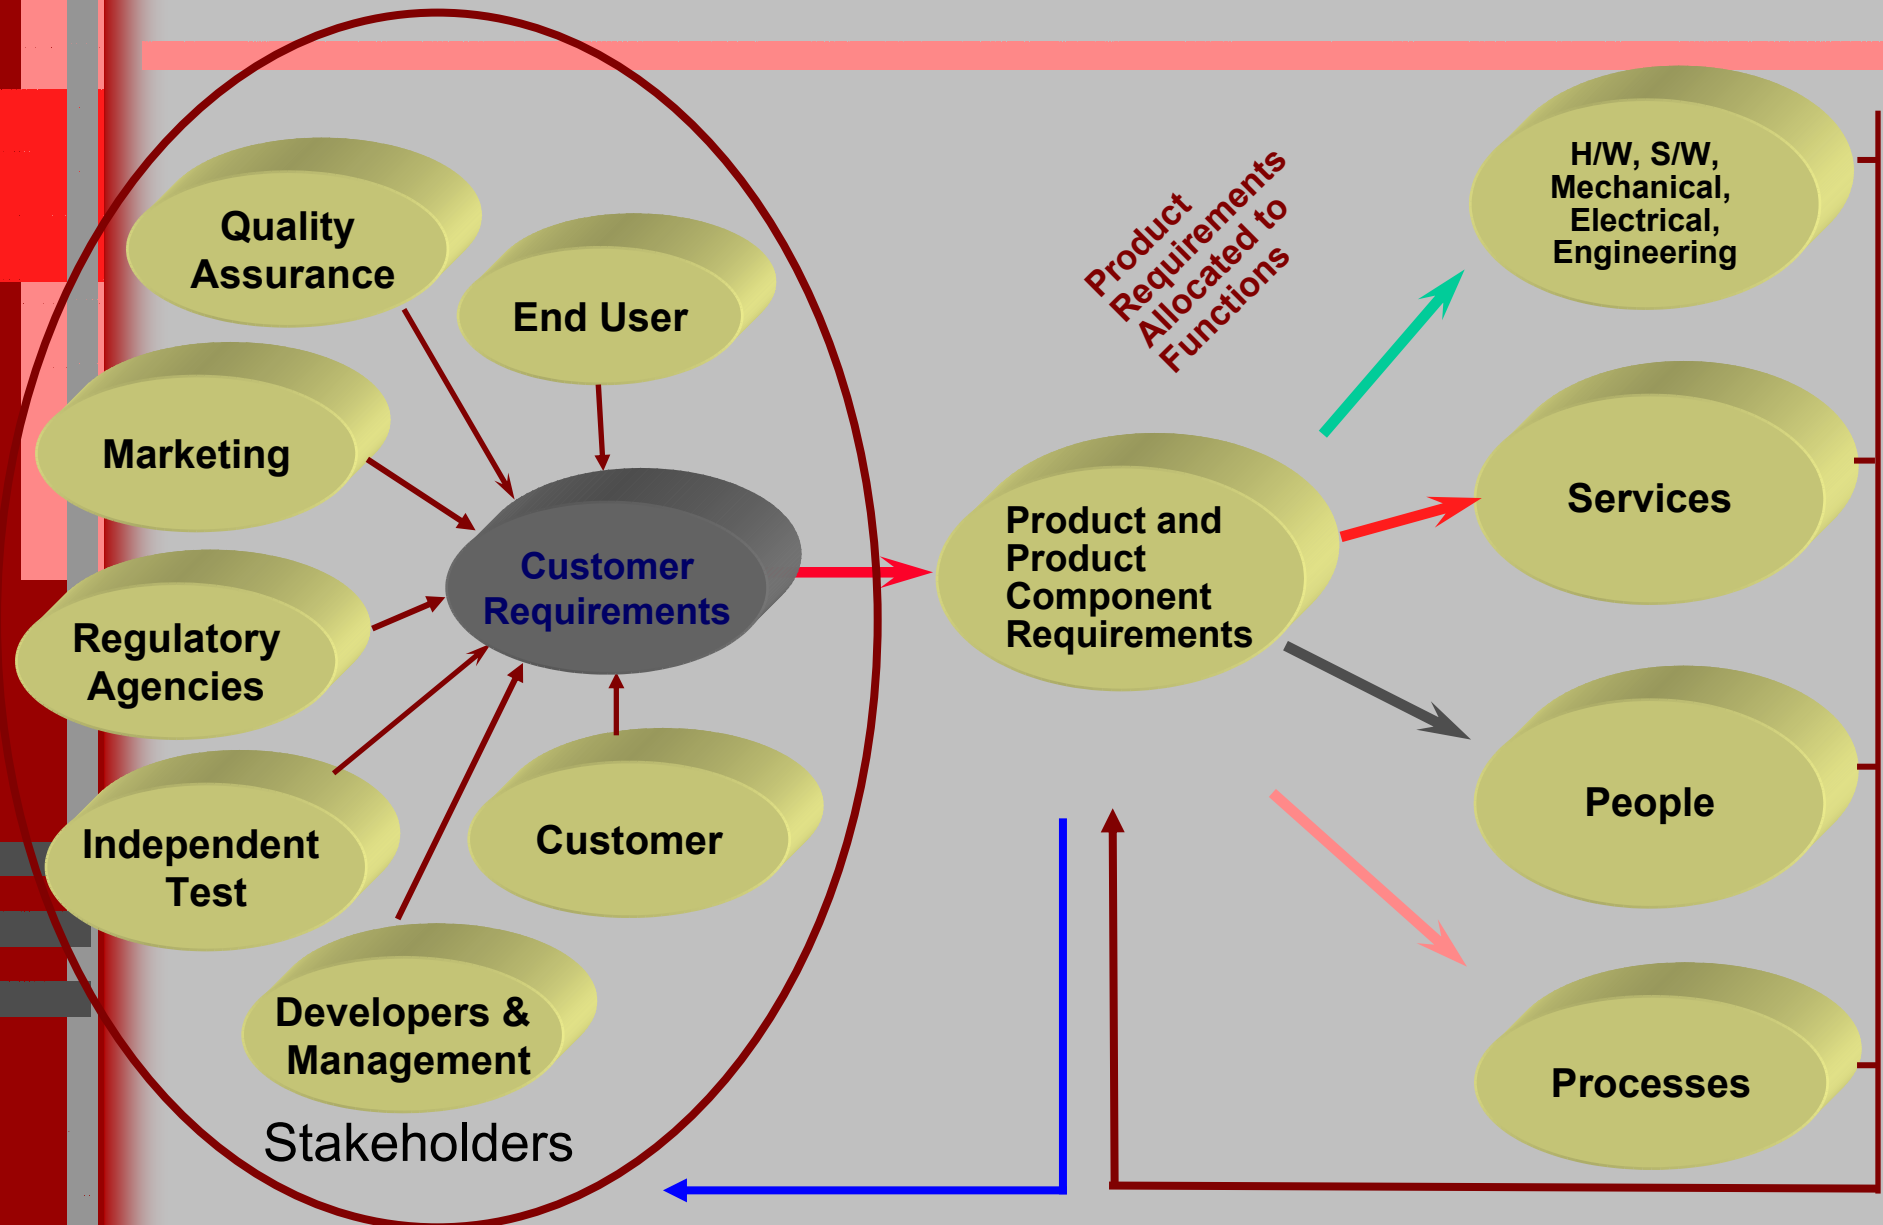 Quality
Assurance
End User
Marketing
Customer
Requirements
Regulatory
Agencies
Independent
Test
Customer
Developers &
Management
Stakeholders
Product and
Product
Component
Requirements
Product
Requirements
Allocated to
Functions
H/W, S/W,
Mechanical,
Electrical,
Engineering
Services
People
Processes